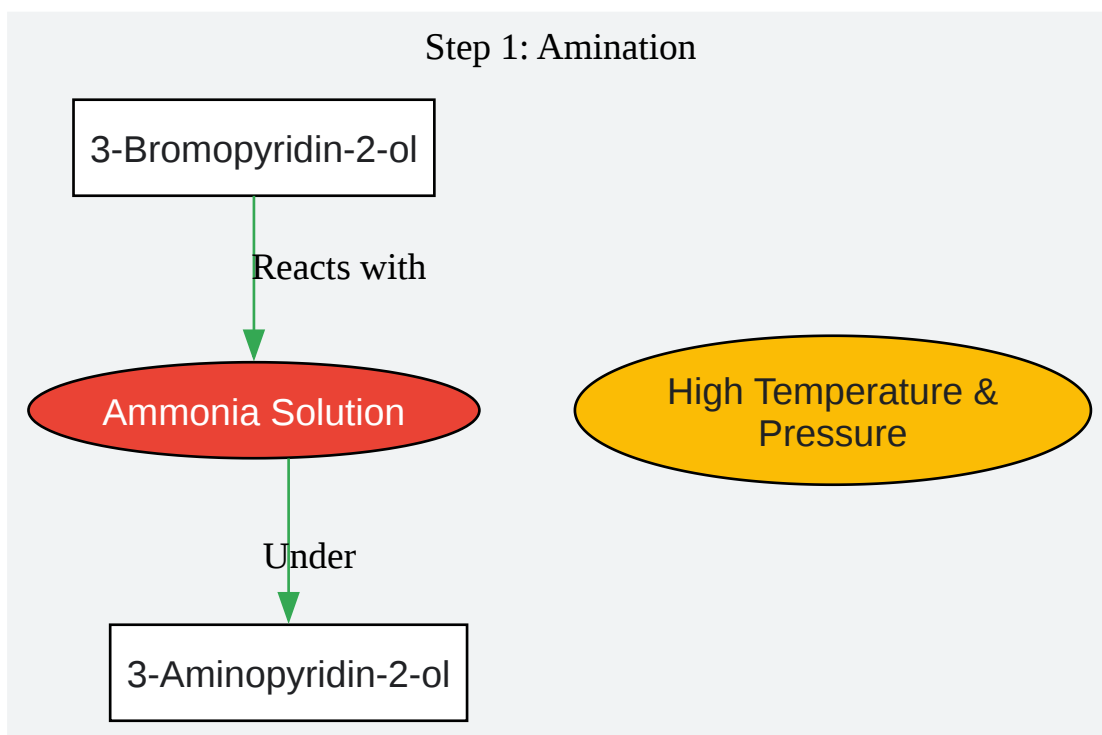 Step 1: Amination
3-Bromopyridin-2-ol
Reacts with
Ammonia Solution
High Temperature &
Pressure
Under
3-Aminopyridin-2-ol